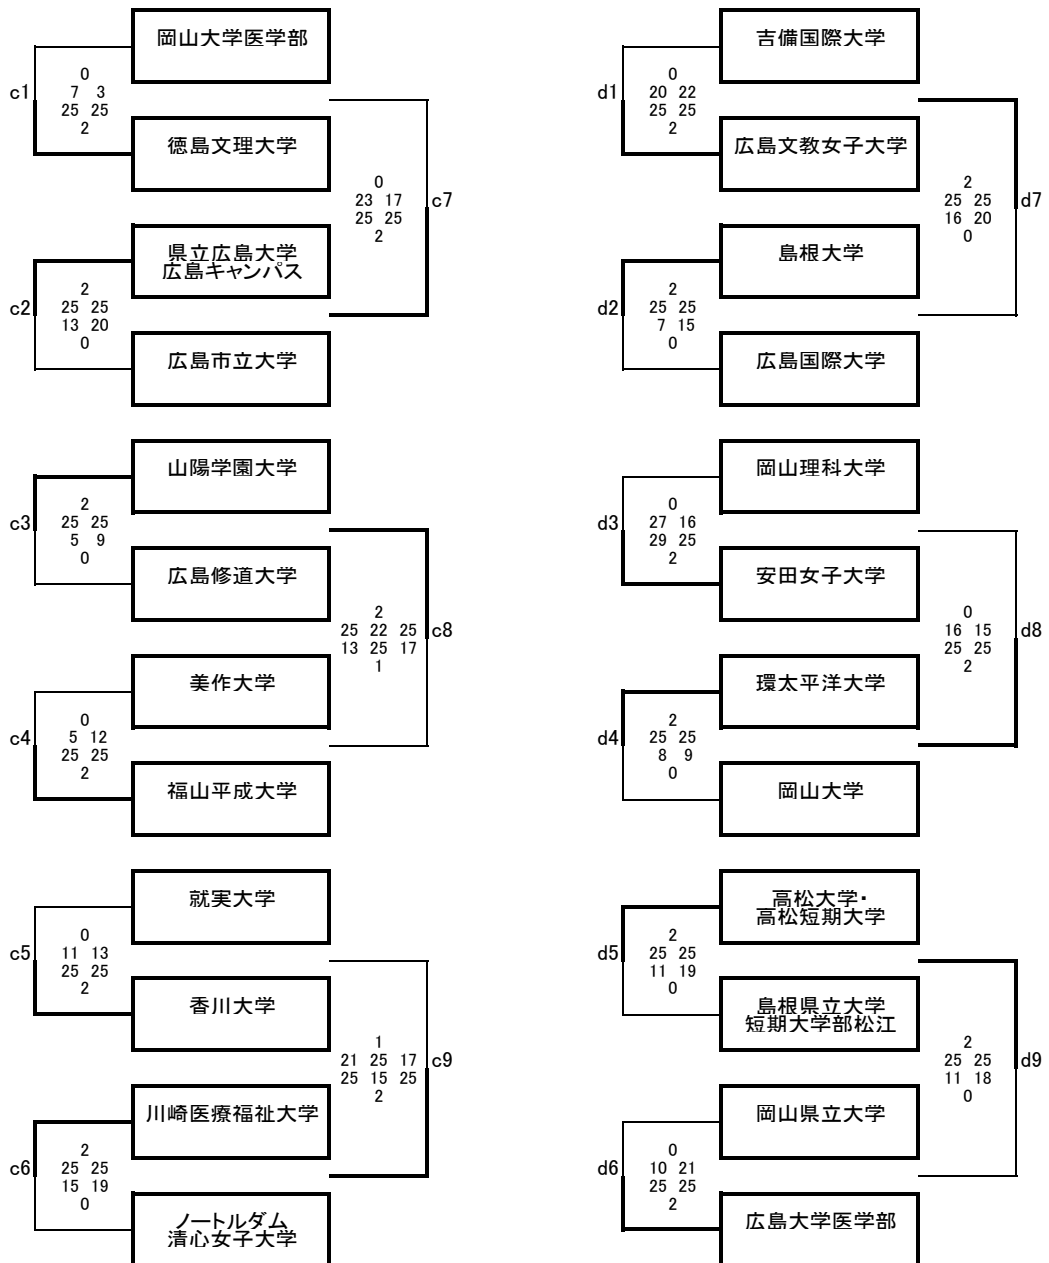 岡山大学医学部
0
c1
7 3
25 25
2
徳島文理大学
0
23 17
c7
25 25
2
県立広島大学
広島キャンパス
2
25 25
c2
13 20
0
広島市立大学
山陽学園大学
2
c3
25 25
5 9
0
広島修道大学
2
25 22 25
c8
13 25 17
1
美作大学
0
c4
5 12
25 25
2
福山平成大学
就実大学
0
c5
11 13
25 25
2
香川大学
1
21 25 17
c9
25 15 25
2
川崎医療福祉大学
2
c6
25 25
15 19
0
ノートルダム
清心女子大学
吉備国際大学
0
d1
20 22
25 25
2
広島文教女子大学
2
25 25
d7
16 20
0
島根大学
2
25 25
d2
7 15
0
広島国際大学
岡山理科大学
0
d3
27 16
29 25
2
安田女子大学
0
16 15
d8
25 25
2
環太平洋大学
2
d4
25 25
8 9
0
岡山大学
高松大学・
高松短期大学
2
d5
25 25
11 19
0
島根県立大学
短期大学部松江
2
25 25
d9
11 18
0
岡山県立大学
0
d6
10 21
25 25
2
広島大学医学部